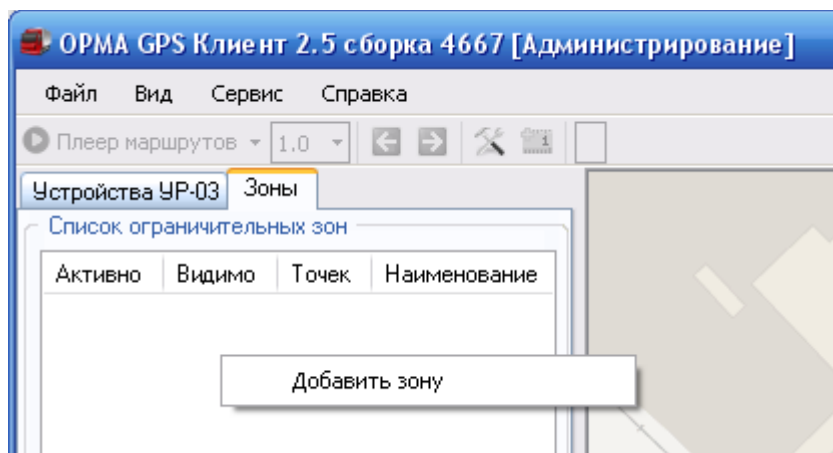 ОРМА GPS Клиент 2.5 сборка 4667 [Администрирование]
Файл Вид Сервис Справка
Плеер маршрутов 1.0
Устройства УР-03 Зоны
Список ограничительных зон
Активно Видимо Точек Наименование
Добавить зону